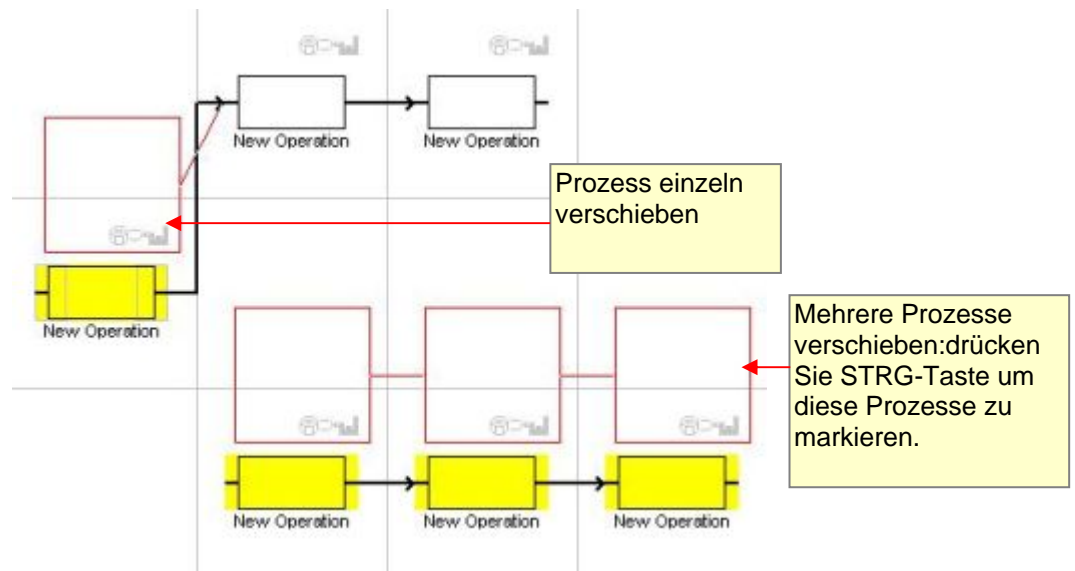 New Operation
New Operation
Prozess einzeln
verschieben
New Operation
Mehrere Prozesse
verschieben:drücken
Sie STRG-Taste um
diese Prozesse zu
markieren.
New Operation
New Operation
New Operation